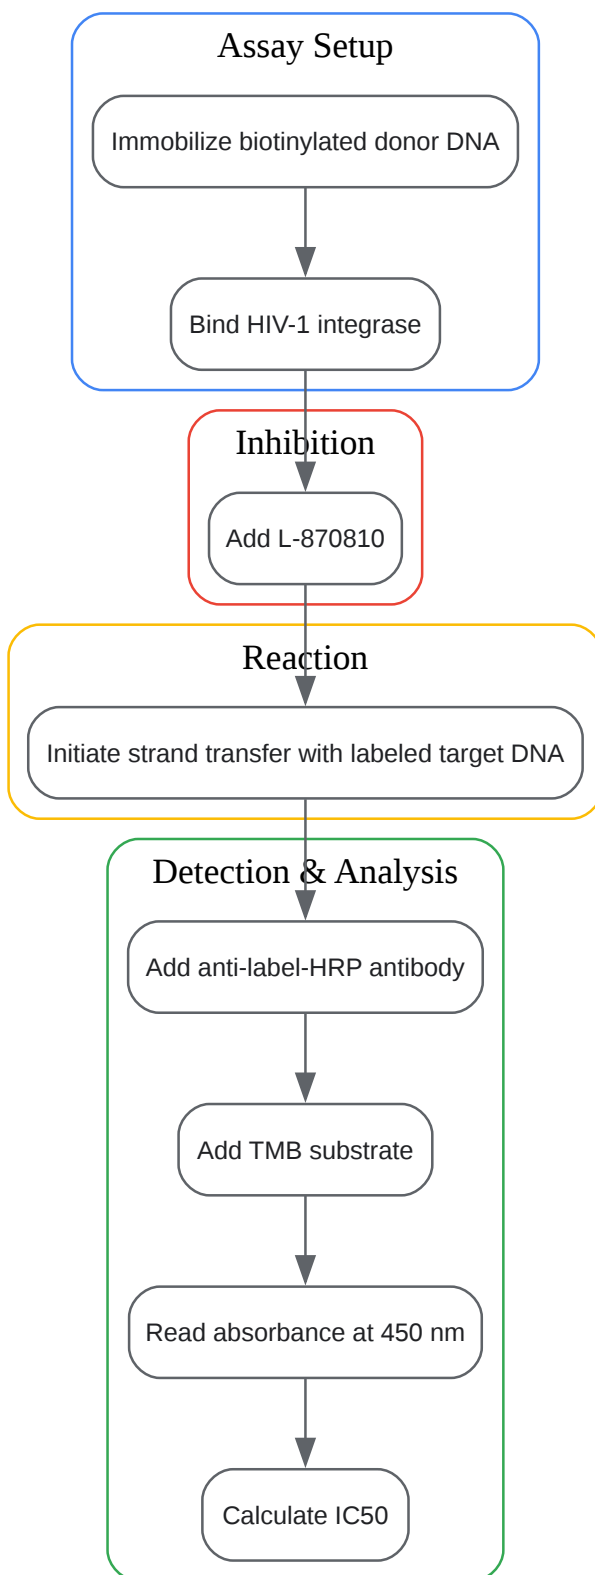 Assay Setup
Immobilize biotinylated donor DNA
Bind HIV-1 integrase
Inhibition
Add L-870810
Reaction
Initiate strand transfer with labeled target DNA
Detection & Analysis
Add anti-label-HRP antibody
Add TMB substrate
Read absorbance at 450 nm
Calculate IC50